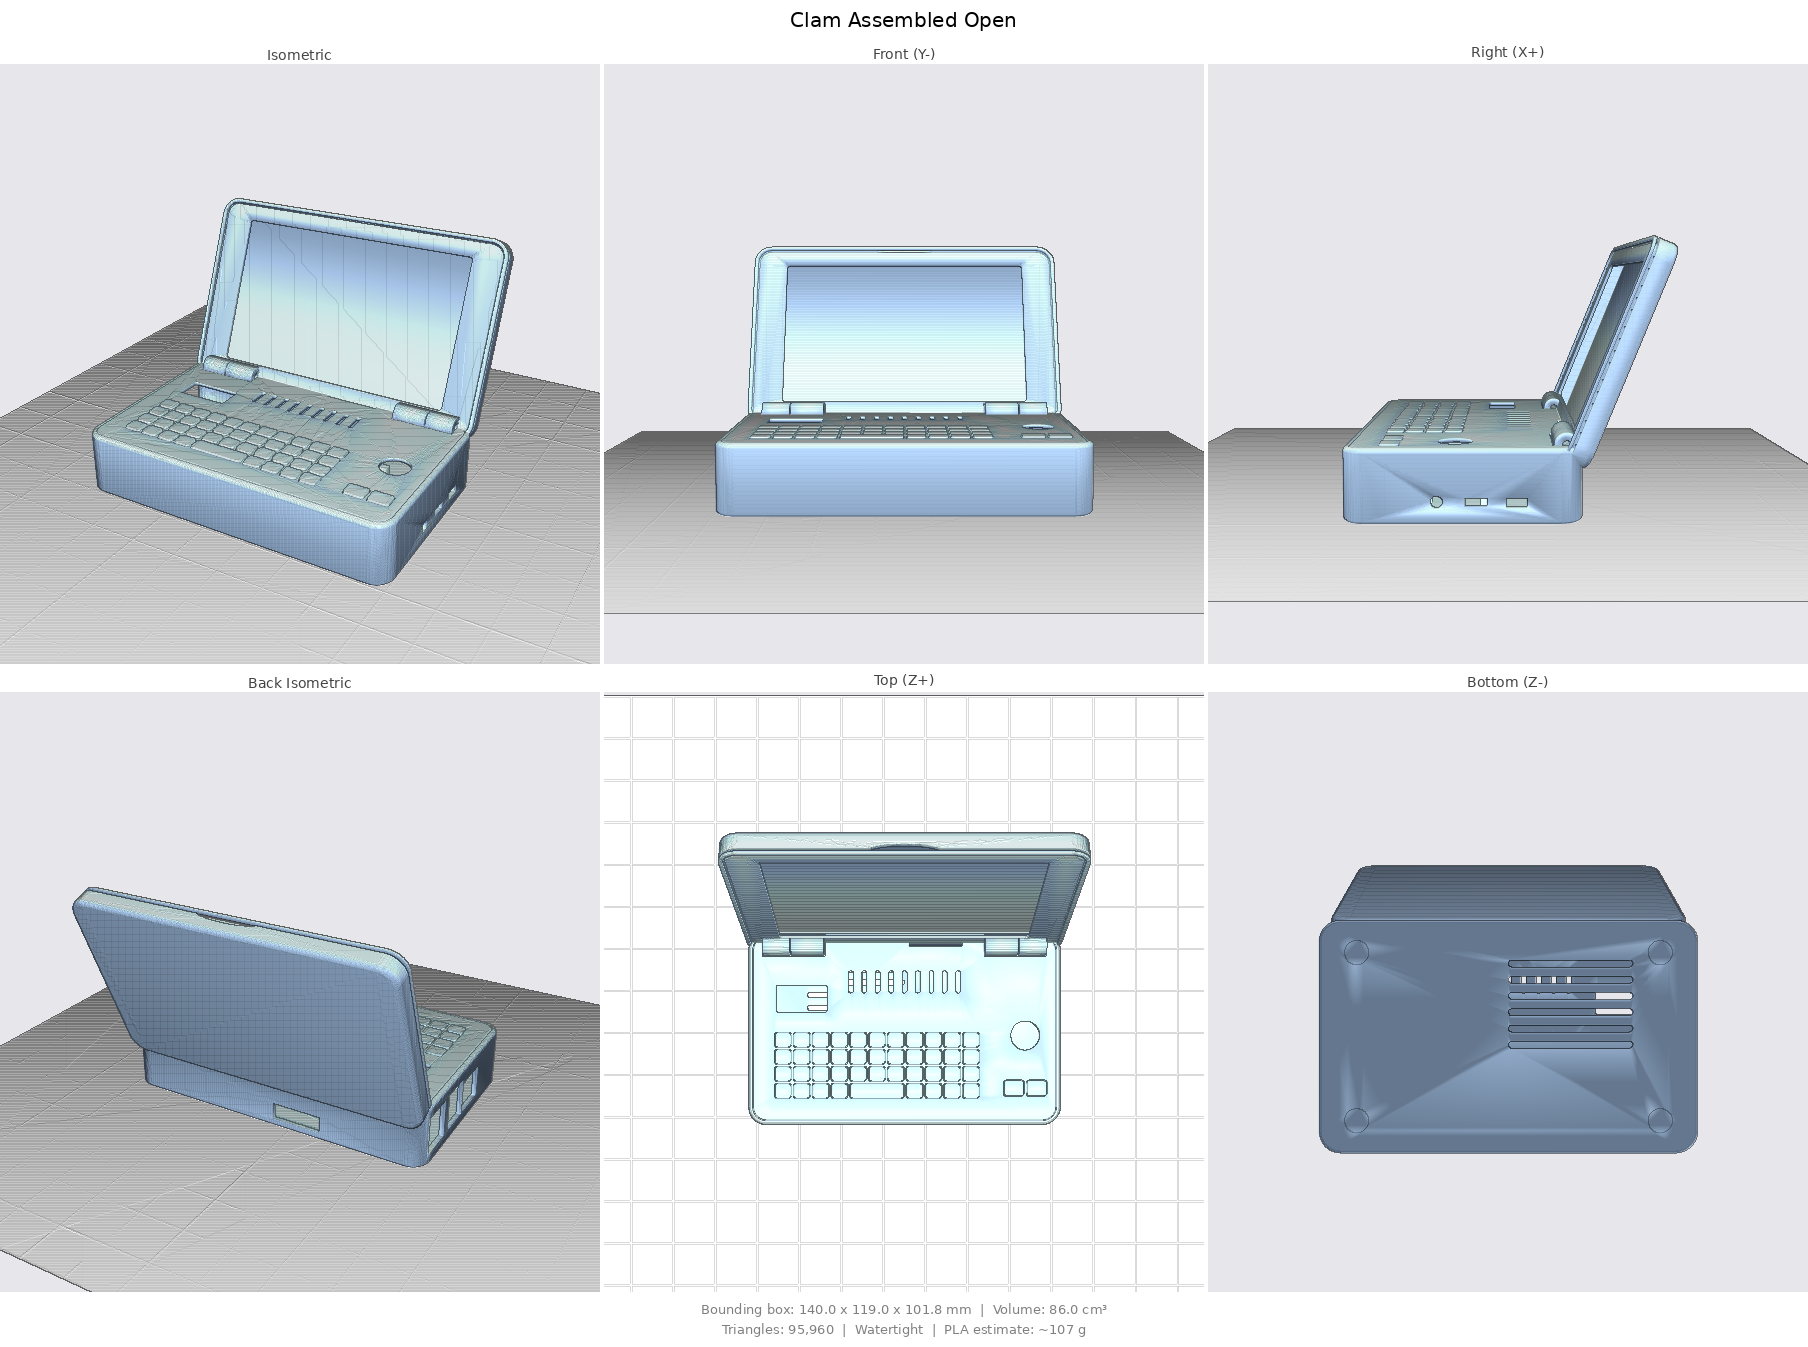 Clam Assembled Open
Isometric
Front (Y-)
Right (X+)
Back Isometric
Top (Z+)
Bottom (Z-)
Bounding box: 140.0 x 119.0 x 101.8 mm | Volume: 86.0 cm³
Triangles: 95,960 | Watertight | PLA estimate: ~107 g